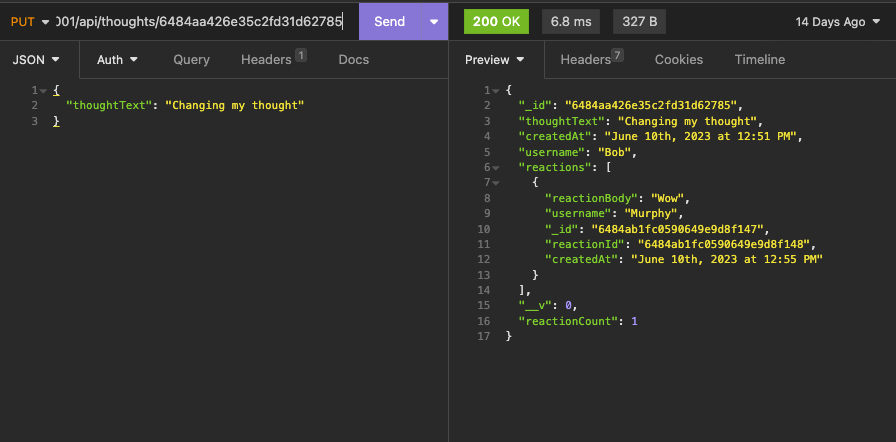 PUT 001/api/thoughts/6484aa426e35c2fd31d62785 Send 200 OK 6.8 ms 327 B 14 Days Ago
JSON Auth Query Headers 1 Docs Preview Headers 7 Cookies Timeline
1 {
2 "thoughtText": "Changing my thought"
3 }
1 {
2 "_id": "6484aa426e35c2fd31d62785",
3 "thoughtText": "Changing my thought",
4 "createdAt": "June 10th, 2023 at 12:51 PM",
5 "username": "Bob",
6 "reactions": [
7 {
8 "reactionBody": "Wow",
9 "username": "Murphy",
10 "_id": "6484ab1fc0590649e9d8f147",
11 "reactionId": "6484ab1fc0590649e9d8f148",
12 "createdAt": "June 10th, 2023 at 12:55 PM"
13 }
14 ],
15 "__v": 0,
16 "reactionCount": 1
17 }